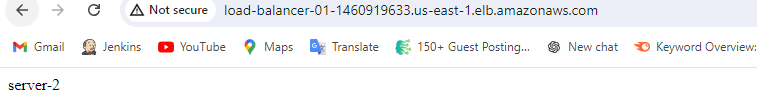 Not secure load-balancer-01-1460919633.us-east-1.elb.amazonaws.com
Gmail Jenkins YouTube Maps Translate 150+ Guest Posting... New chat Keyword Overview:
server-2